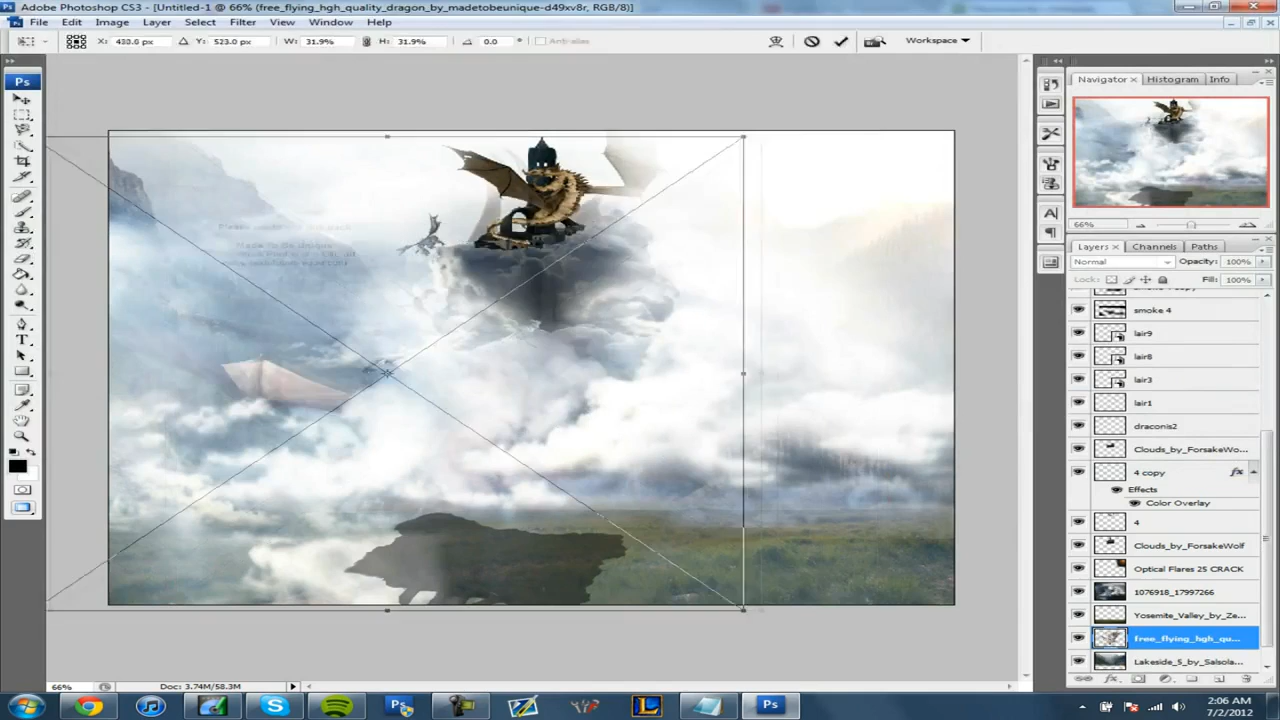 Adobe Photoshop CS3 - [Untitled-1 @ 66% (free_flying_hgh_quality_dragon_by_madetobeunique-d49xv8r, RGB/8)]
File Edit Image Layer Select Filter View Window Help
X: 430.0 px Y: 523.0 px W: 31.9% H: 31.9% 0.0 ° Anti-alias Workspace
Ps
Navigator × Histogram Info
66%
Layers × Channels Paths
Normal Opacity: 100%
Lock: Fill: 100%
smoke 4
lair9
lair8
lair3
lair1
draconis2
Clouds_by_ForsakeWo...
4 copy fx
Effects
Color Overlay
4
Clouds_by_ForsakeWolf
Optical Flares 25 CRACK
1076918_17997266
Yosemite_Valley_by_Ze...
free_flying_hgh_qu...
Lakeside_5_by_Salsola...
66% Doc: 3.74M/58.3M
2:06 AM
7/2/2012